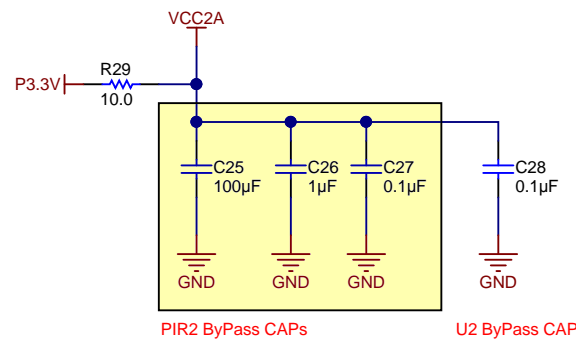 VCC2A
R29
P3.3V
10.0
C25
100µF
C26
1µF
C27
0.1µF
C28
0.1µF
GND
GND
GND
GND
PIR2 ByPass CAPs
U2 ByPass CAP